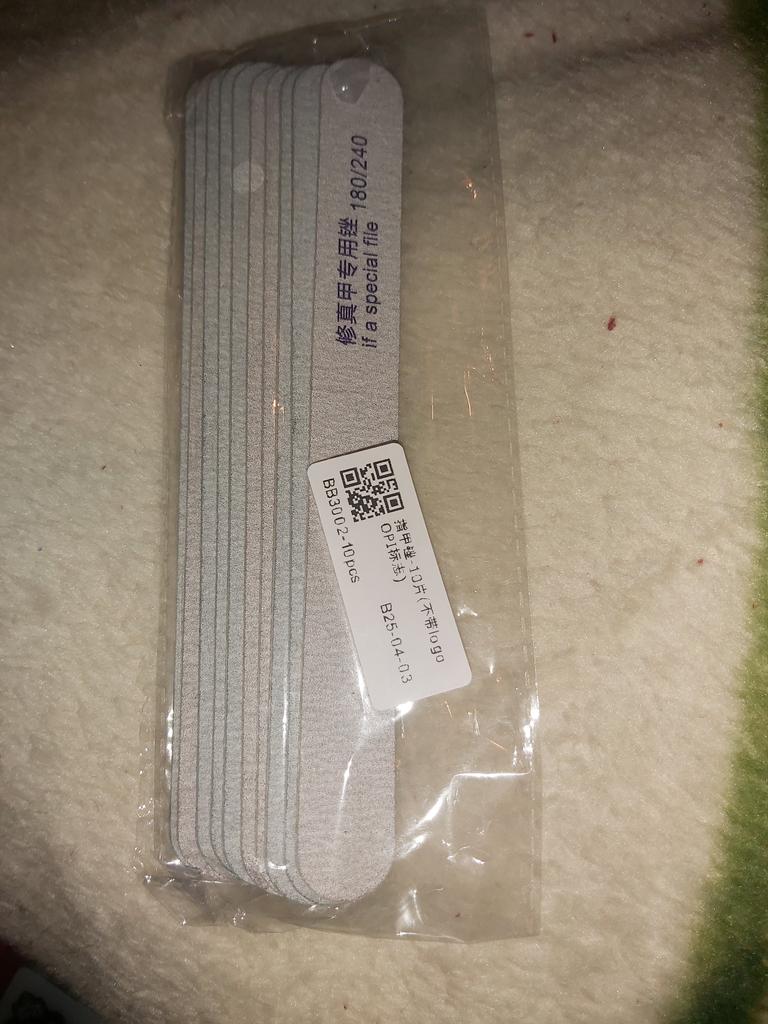 修真甲专用锉 180/240
if a special file
指甲锉-10片(不带logo
OPI标志)
B25-04-03
BB3002-10pcs